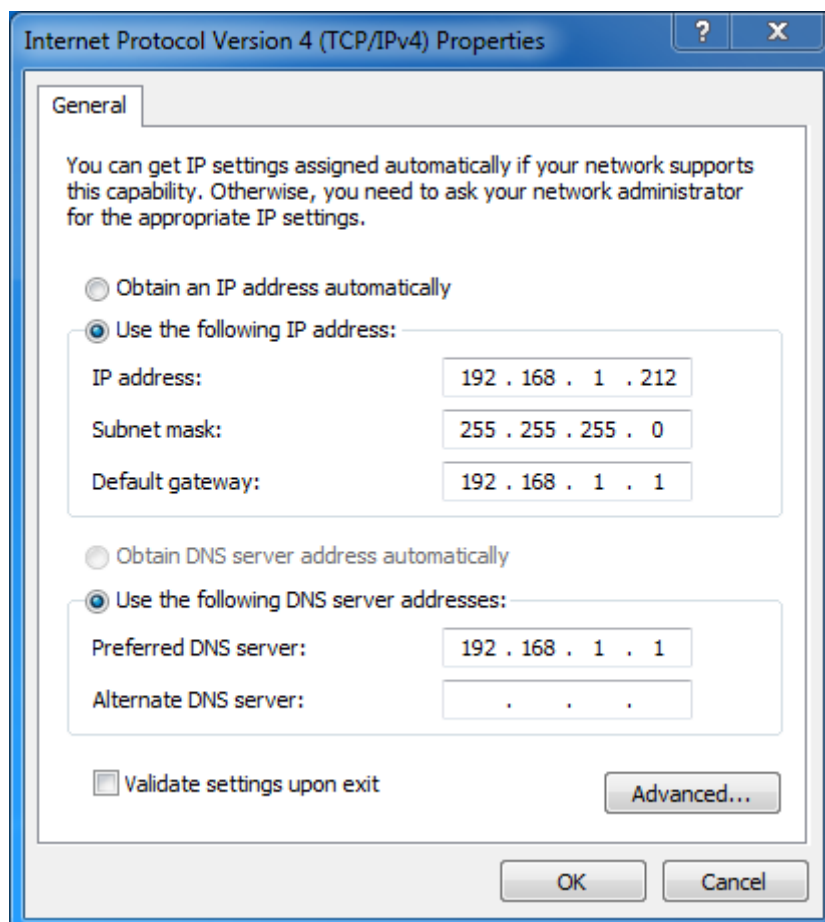 Internet Protocol Version 4 (TCP/IPv4) Properties
?
X
General
You can get IP settings assigned automatically if your network supports
this capability. Otherwise, you need to ask your network administrator
for the appropriate IP settings.
Obtain an IP address automatically
Use the following IP address:
IP address: 192 . 168 . 1 . 212
Subnet mask: 255 . 255 . 255 . 0
Default gateway: 192 . 168 . 1 . 1
Obtain DNS server address automatically
Use the following DNS server addresses:
Preferred DNS server: 192 . 168 . 1 . 1
Alternate DNS server: . . .
Validate settings upon exit
Advanced...
OK Cancel